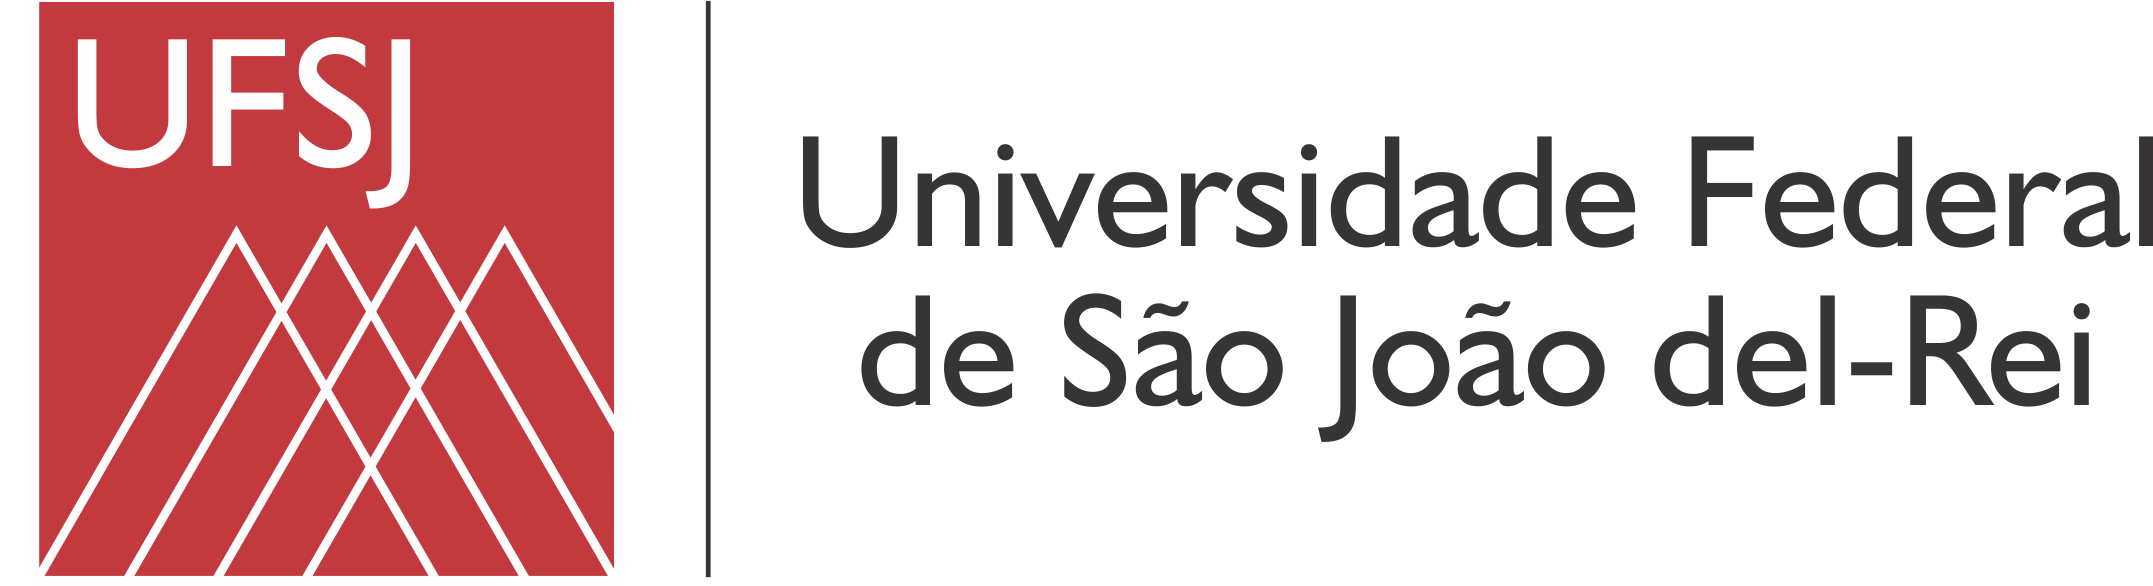 UFSJ
Universidade Federal
de São João del-Rei